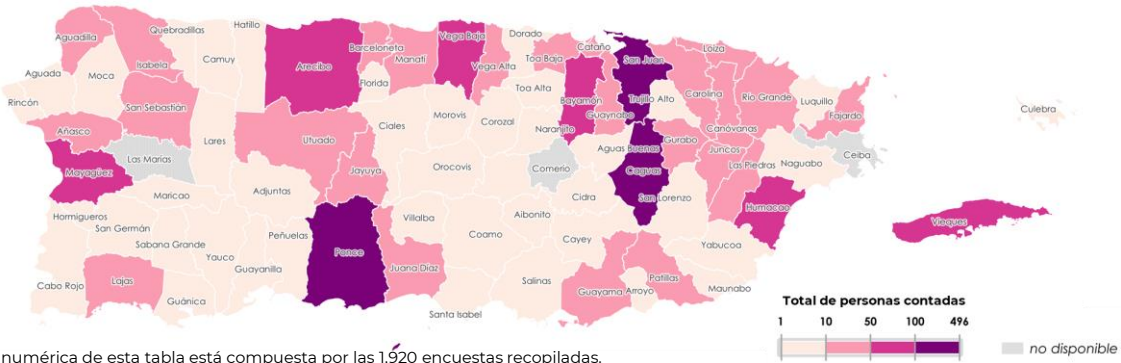 Hatillo
Quebradillas
Dorado
Vega Baja
Aguadilla
Isabela
Camuy
Arecibo
Barceloneta
Manatí
Vega Alta
Toa Baja
Cataño
San Juan
Loíza
Aguada
Moca
Florida
Toa Alta
Bayamón
Trujillo Alto
Carolina
Río Grande
Luquillo
Culebra
Rincón
San Sebastián
Morovis
Corozal
Guaynabo
Fajardo
Añasco
Lares
Utuado
Ciales
Naranjito
Canóvanas
Las Marías
Aguas Buenas
Gurabo
Juncos
Mayagüez
Jayuya
Orocovis
Comerío
Caguas
Las Piedras
Naguabo
Ceiba
Maricao
Adjuntas
Cidra
San Lorenzo
Humacao
Hormigueros
San Germán
Villalba
Aibonito
Vieques
Sabana Grande
Yauco
Peñuelas
Ponce
Coamo
Cayey
Yabucoa
Guayanilla
Juana Díaz
Cabo Rojo
Lajas
Guánica
Salinas
Guayama
Arroyo
Patillas
Maunabo
Santa Isabel
Total de personas contadas
1 10 50 100 496
no disponible
numérica de esta tabla está compuesta por las 1,920 encuestas recopiladas.